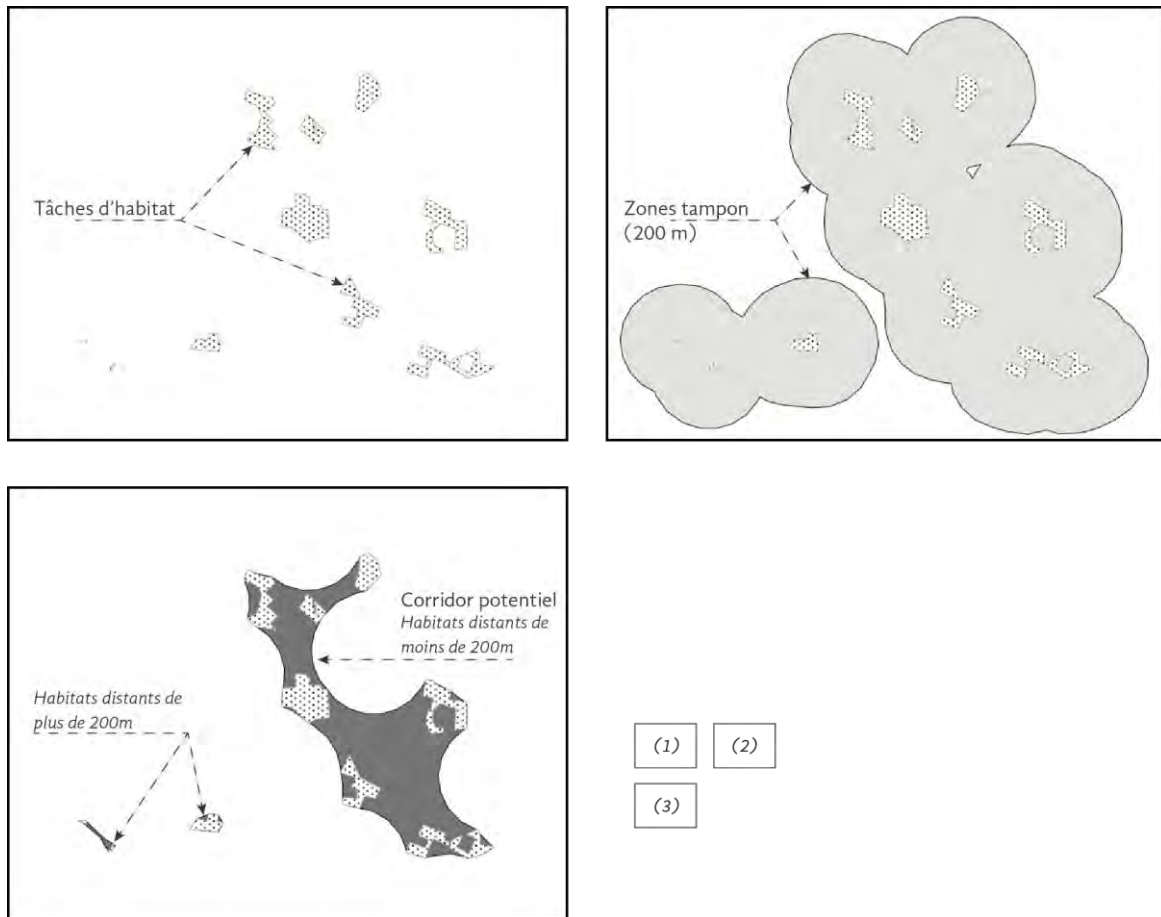 Tâches d'habitat
Zones tampon
(200 m)
Corridor potentiel
Habitats distants de
moins de 200m
Habitats distants de
plus de 200m
(1) (2)
(3)